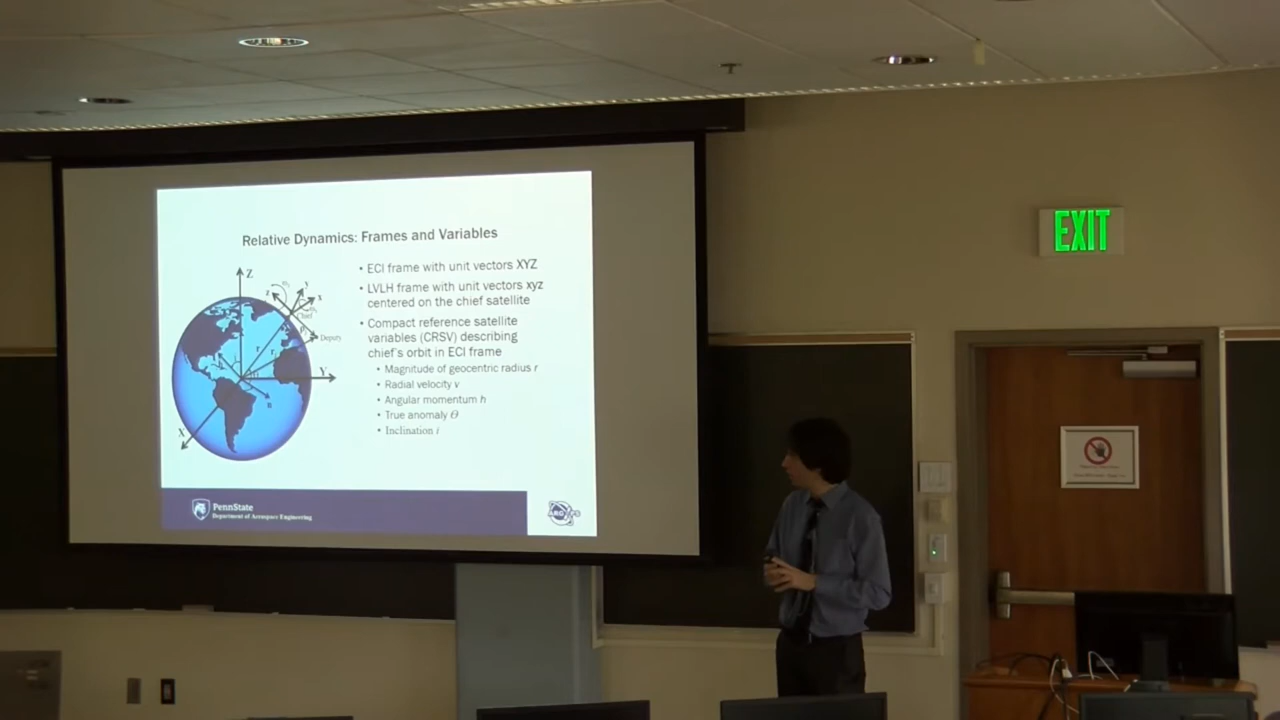 Relative Dynamics: Frames and Variables
Z
z
y
x
Chief
Deputy
r
Y
X
• ECI frame with unit vectors XYZ
• LVLH frame with unit vectors xyz
centered on the chief satellite
• Compact reference satellite
variables (CRSV) describing
chief's orbit in ECI frame
• Magnitude of geocentric radius r
• Radial velocity v
• Angular momentum h
• True anomaly Θ
• Inclination i
PennState
Department of Aerospace Engineering
EXIT